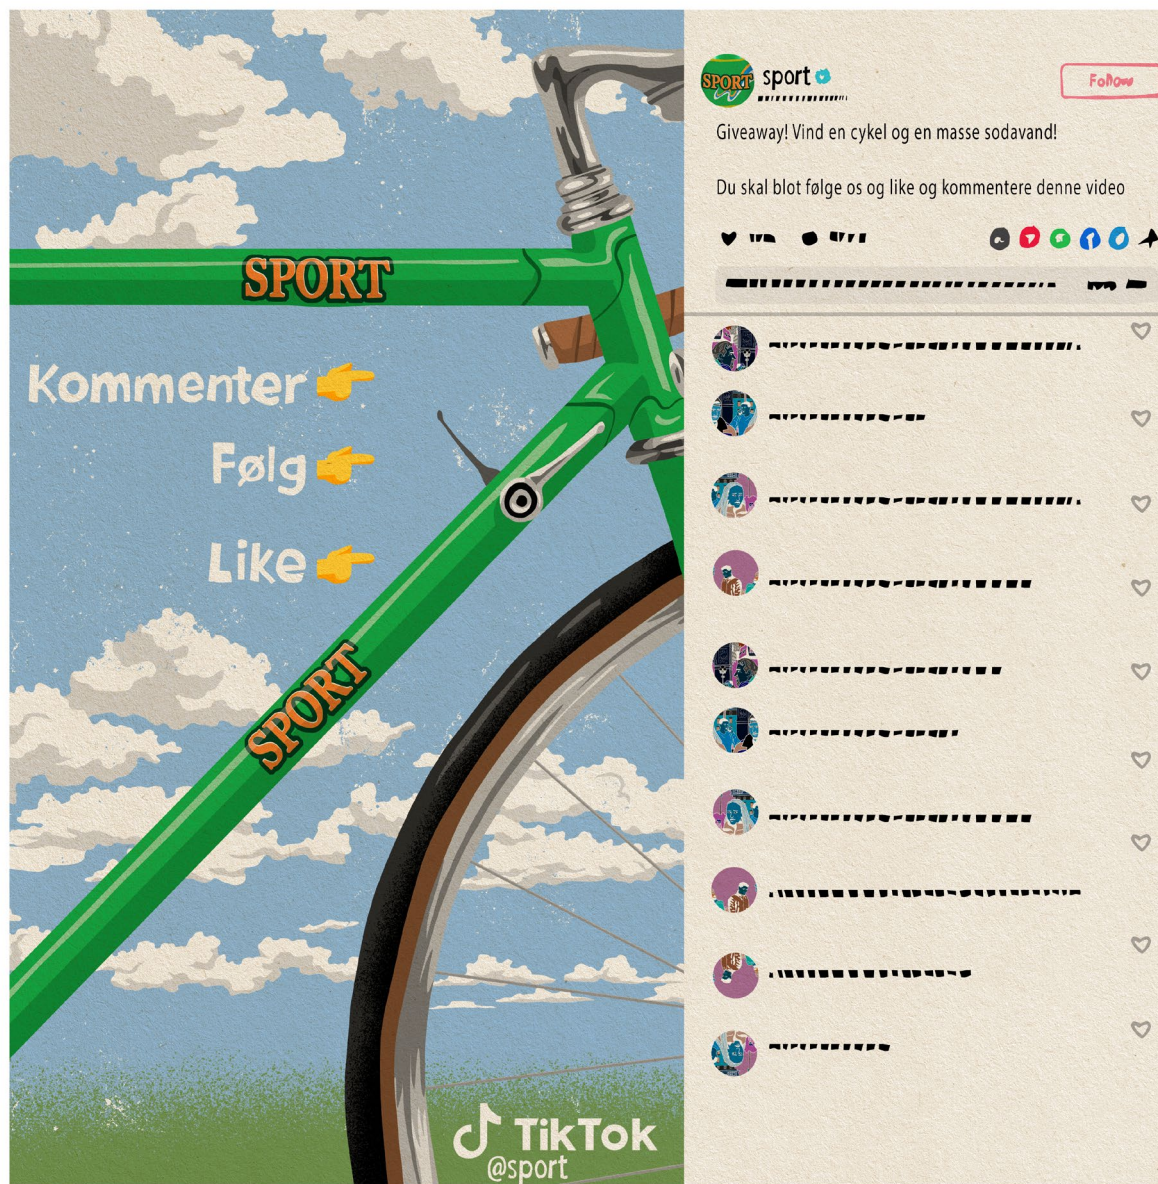 SPORT
Kommenter 👉
Følg 👉
Like 👉
SPORT
TikTok
@sport
SPORT
sport
Follow
Giveaway! Vind en cykel og en masse sodavand!
Du skal blot følge os og like og kommentere denne video